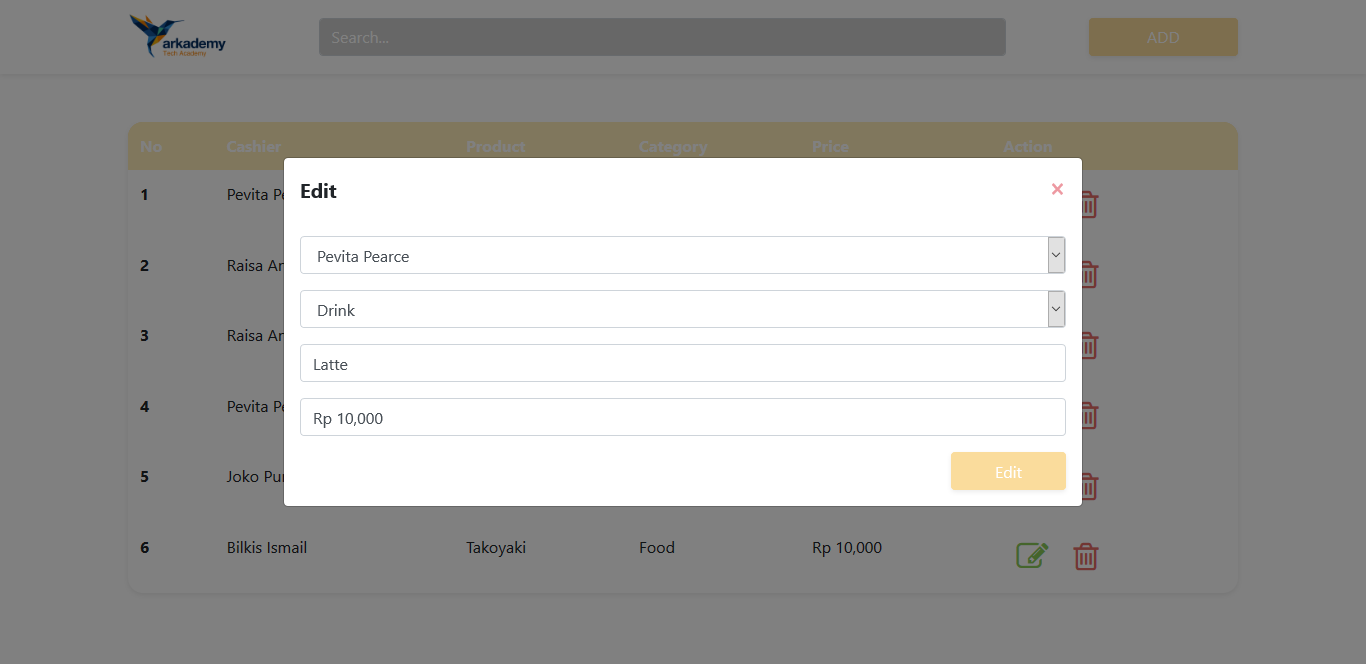 arkademy
Tech Academy
Search...
ADD
No Cashier Product Category Price Action
Edit ×
1 Pevita Pe
Pevita Pearce
2 Raisa An
Drink
3 Raisa An
Latte
4 Pevita Pe
Rp 10,000
5 Joko Pur
Edit
6 Bilkis Ismail Takoyaki Food Rp 10,000